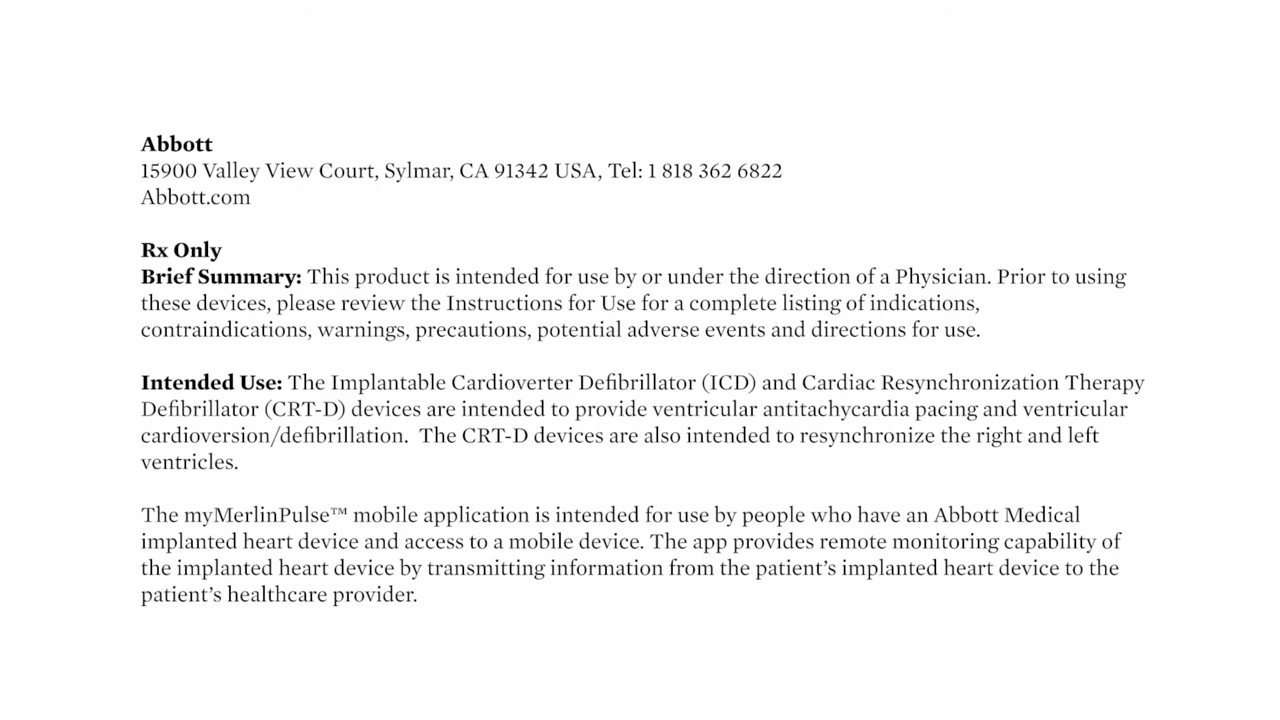 Abbott
15900 Valley View Court, Sylmar, CA 91342 USA, Tel: 1 818 362 6822
Abbott.com
Rx Only
Brief Summary: This product is intended for use by or under the direction of a Physician. Prior to using
these devices, please review the Instructions for Use for a complete listing of indications,
contraindications, warnings, precautions, potential adverse events and directions for use.
Intended Use: The Implantable Cardioverter Defibrillator (ICD) and Cardiac Resynchronization Therapy
Defibrillator (CRT-D) devices are intended to provide ventricular antitachycardia pacing and ventricular
cardioversion/defibrillation.  The CRT-D devices are also intended to resynchronize the right and left
ventricles.
The myMerlinPulse™ mobile application is intended for use by people who have an Abbott Medical
implanted heart device and access to a mobile device. The app provides remote monitoring capability of
the implanted heart device by transmitting information from the patient’s implanted heart device to the
patient’s healthcare provider.